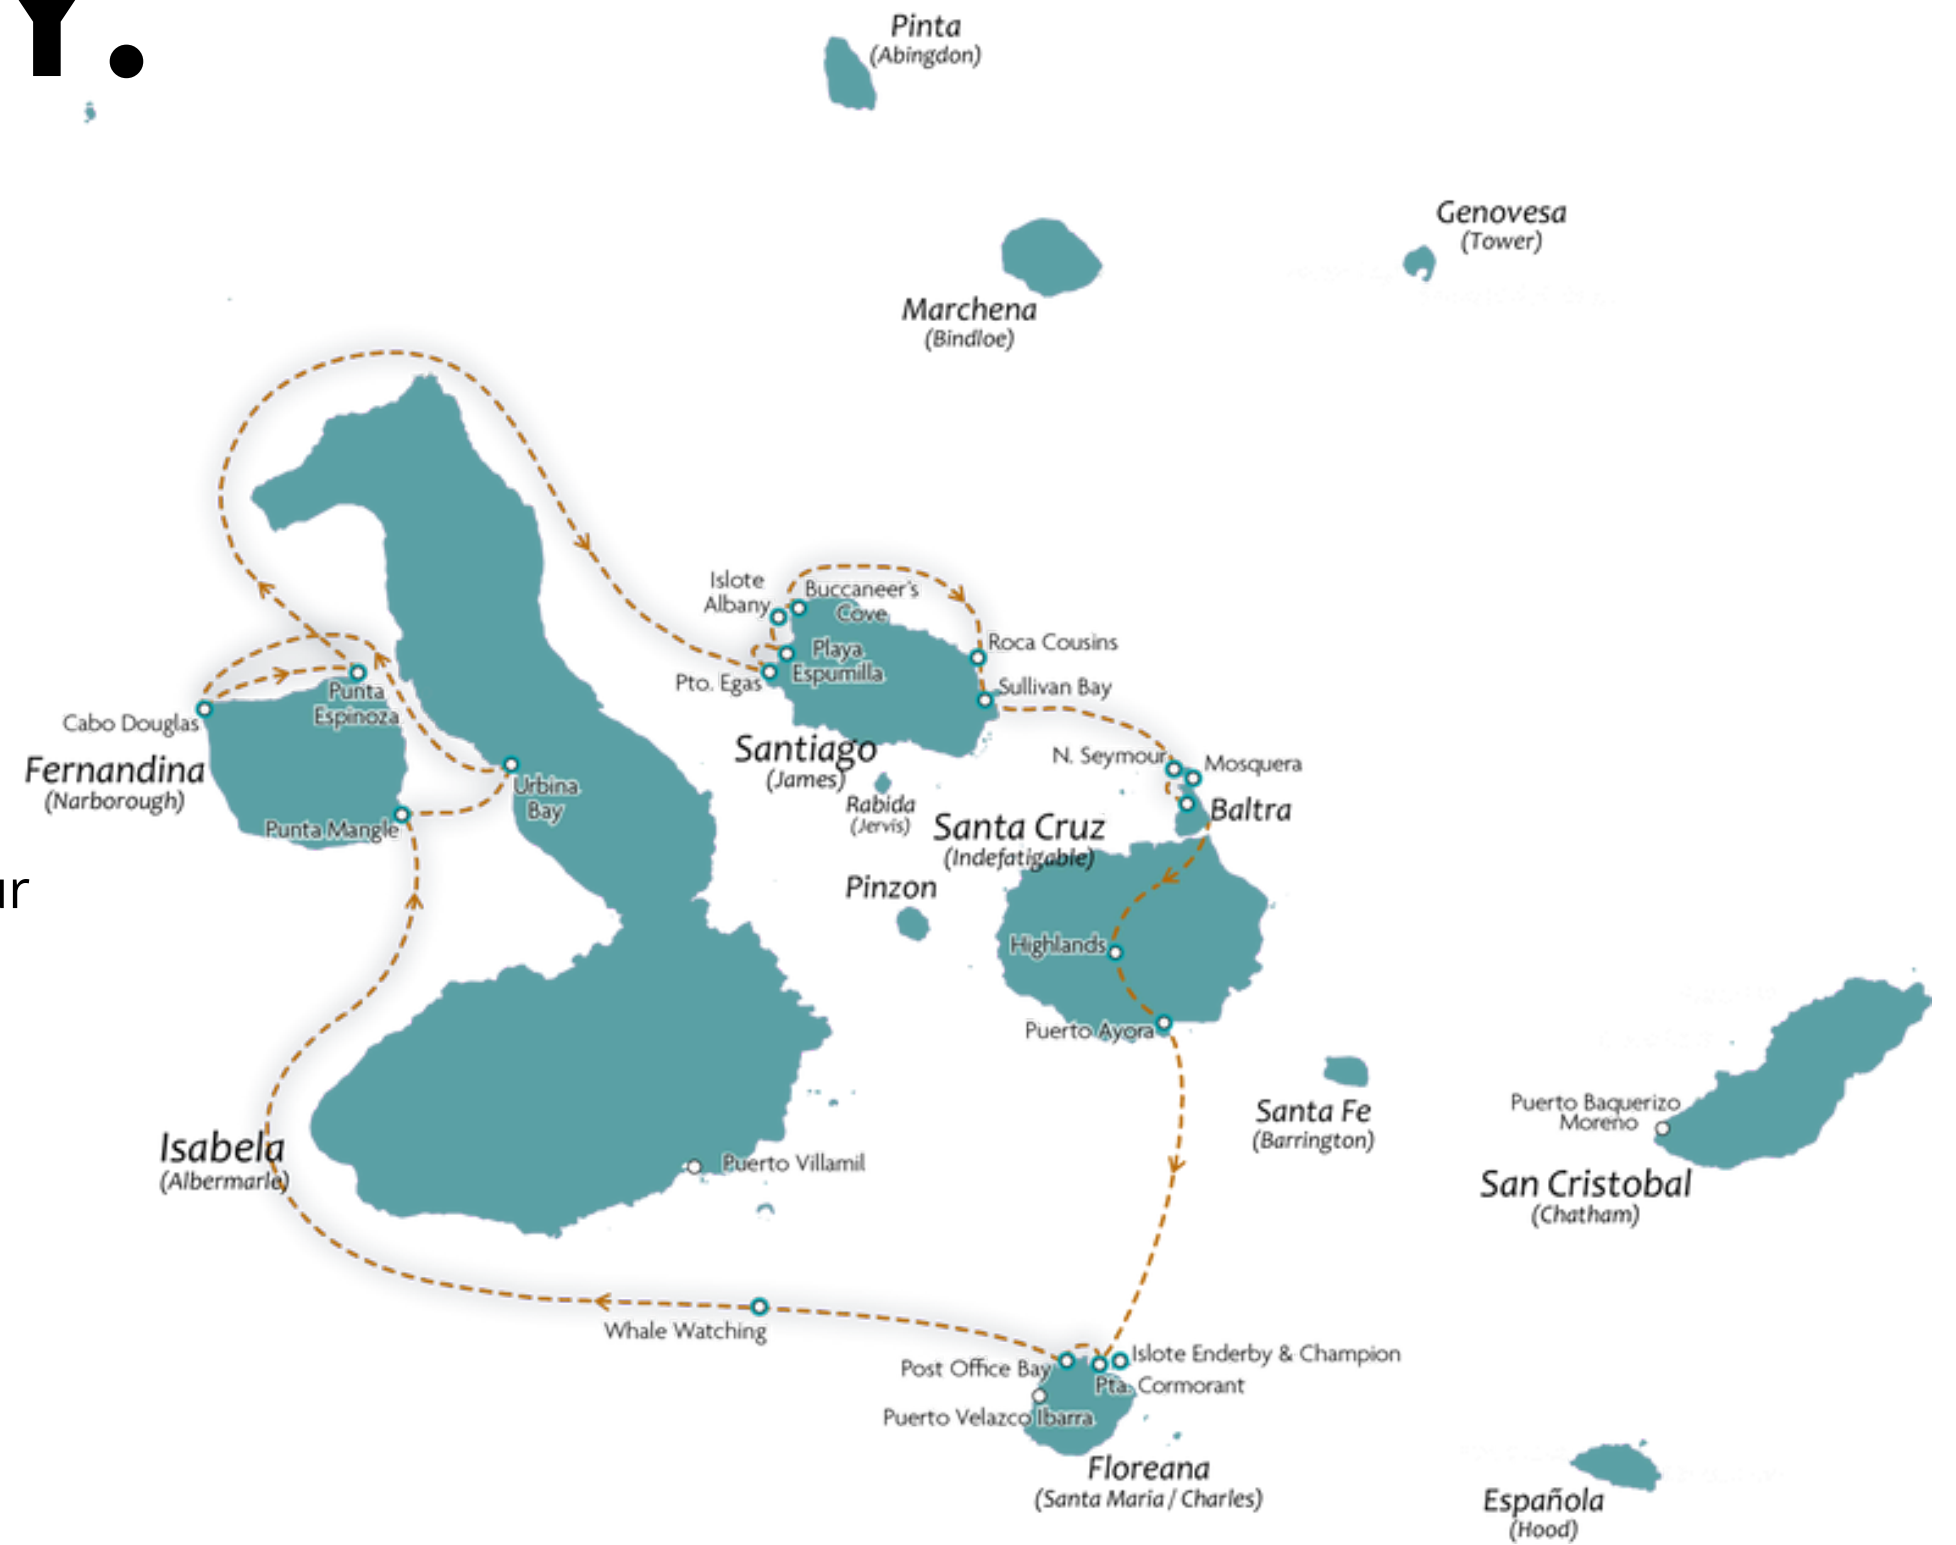 Y.
Pinta
(Abingdon)
Genovesa
(Tower)
Marchena
(Bindloe)
Islote
Albany
Buccaneer's
Cove
Playa
Espumilla
Pto. Egas
Roca Cousins
Sullivan Bay
Punta
Espinoza
Cabo Douglas
Fernandina
(Narborough)
Urbina
Bay
Punta Mangle
Santiago
(James)
Rabida
(Jervis)
N. Seymour
Mosquera
Baltra
Santa Cruz
(Indefatigable)
Pinzon
ur
Highlands
Puerto Ayora
Santa Fe
(Barrington)
Puerto Baquerizo
Moreno
San Cristobal
(Chatham)
Isabela
(Albermarle)
Puerto Villamil
Whale Watching
Post Office Bay
Islote Enderby & Champion
Pta. Cormorant
Puerto Velazco Ibarra
Floreana
(Santa Maria / Charles)
Española
(Hood)